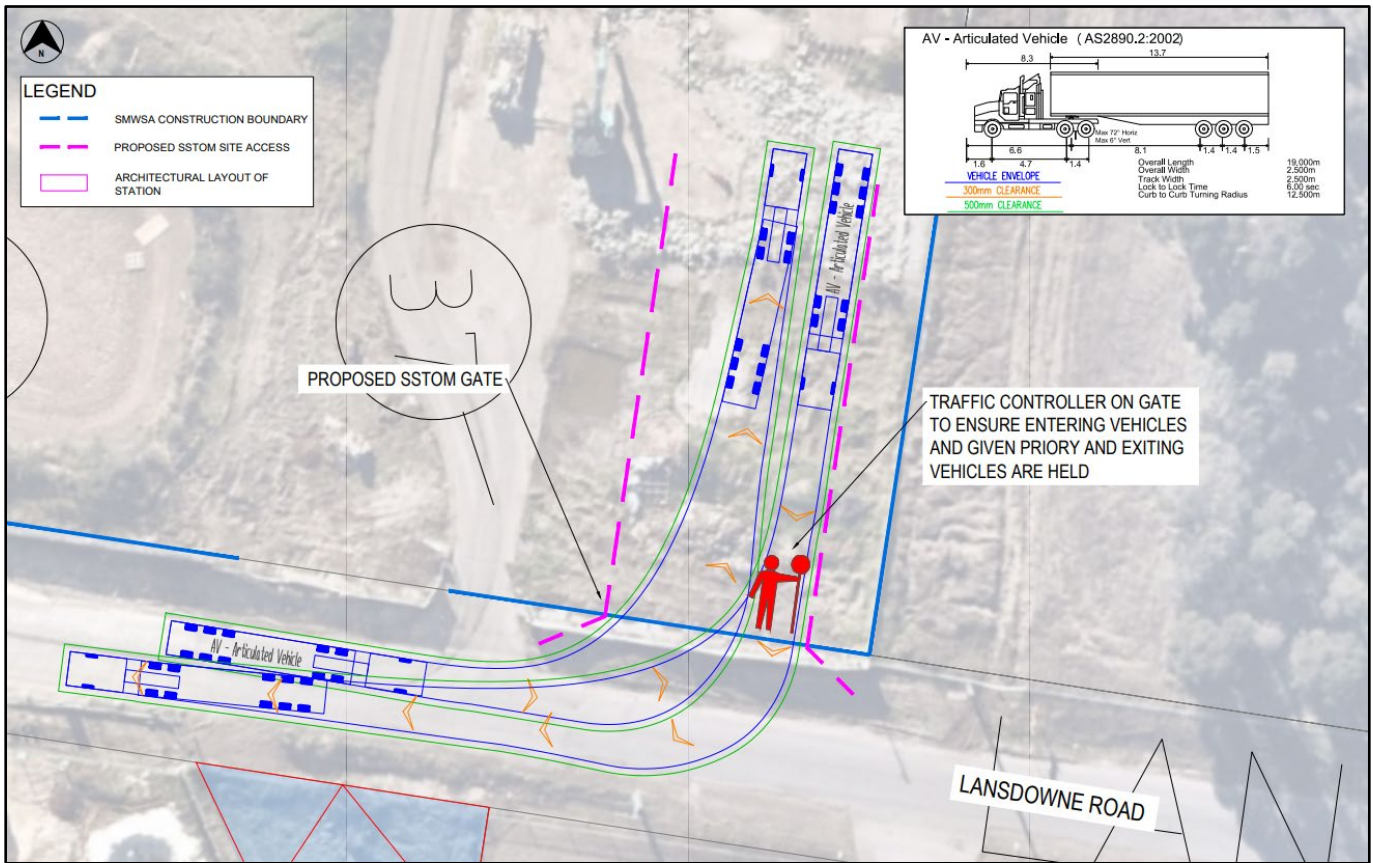 N
LEGEND
SMWSA CONSTRUCTION BOUNDARY
PROPOSED SSTOM SITE ACCESS
ARCHITECTURAL LAYOUT OF
STATION
AV - Articulated Vehicle (AS2890.2:2002)
13.7
8.3
Max 72° Horiz
Max 6° Vert
6.6
8.1
1.4
1.4
1.5
1.6
4.7
1.4
VEHICLE ENVELOPE
300mm CLEARANCE
500mm CLEARANCE
Overall Length 19.000m
Overall Width 2.500m
Track Width 2.500m
Lock to Lock Time 6.00 sec
Curb to Curb Turning Radius 12.500m
AV - Articulated Vehicle
PROPOSED SSTOM GATE
TRAFFIC CONTROLLER ON GATE
TO ENSURE ENTERING VEHICLES
AND GIVEN PRIORY AND EXITING
VEHICLES ARE HELD
AV - Articulated Vehicle
LANSDOWNE ROAD